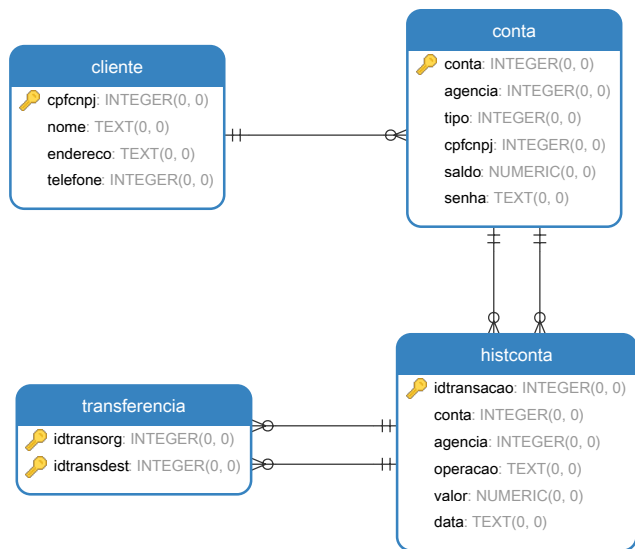 cliente
cpfcnpj: INTEGER(0, 0)
nome: TEXT(0, 0)
endereco: TEXT(0, 0)
telefone: INTEGER(0, 0)
conta
conta: INTEGER(0, 0)
agencia: INTEGER(0, 0)
tipo: INTEGER(0, 0)
cpfcnpj: INTEGER(0, 0)
saldo: NUMERIC(0, 0)
senha: TEXT(0, 0)
transferencia
idtransorg: INTEGER(0, 0)
idtransdest: INTEGER(0, 0)
histconta
idtransacao: INTEGER(0, 0)
conta: INTEGER(0, 0)
agencia: INTEGER(0, 0)
operacao: TEXT(0, 0)
valor: NUMERIC(0, 0)
data: TEXT(0, 0)